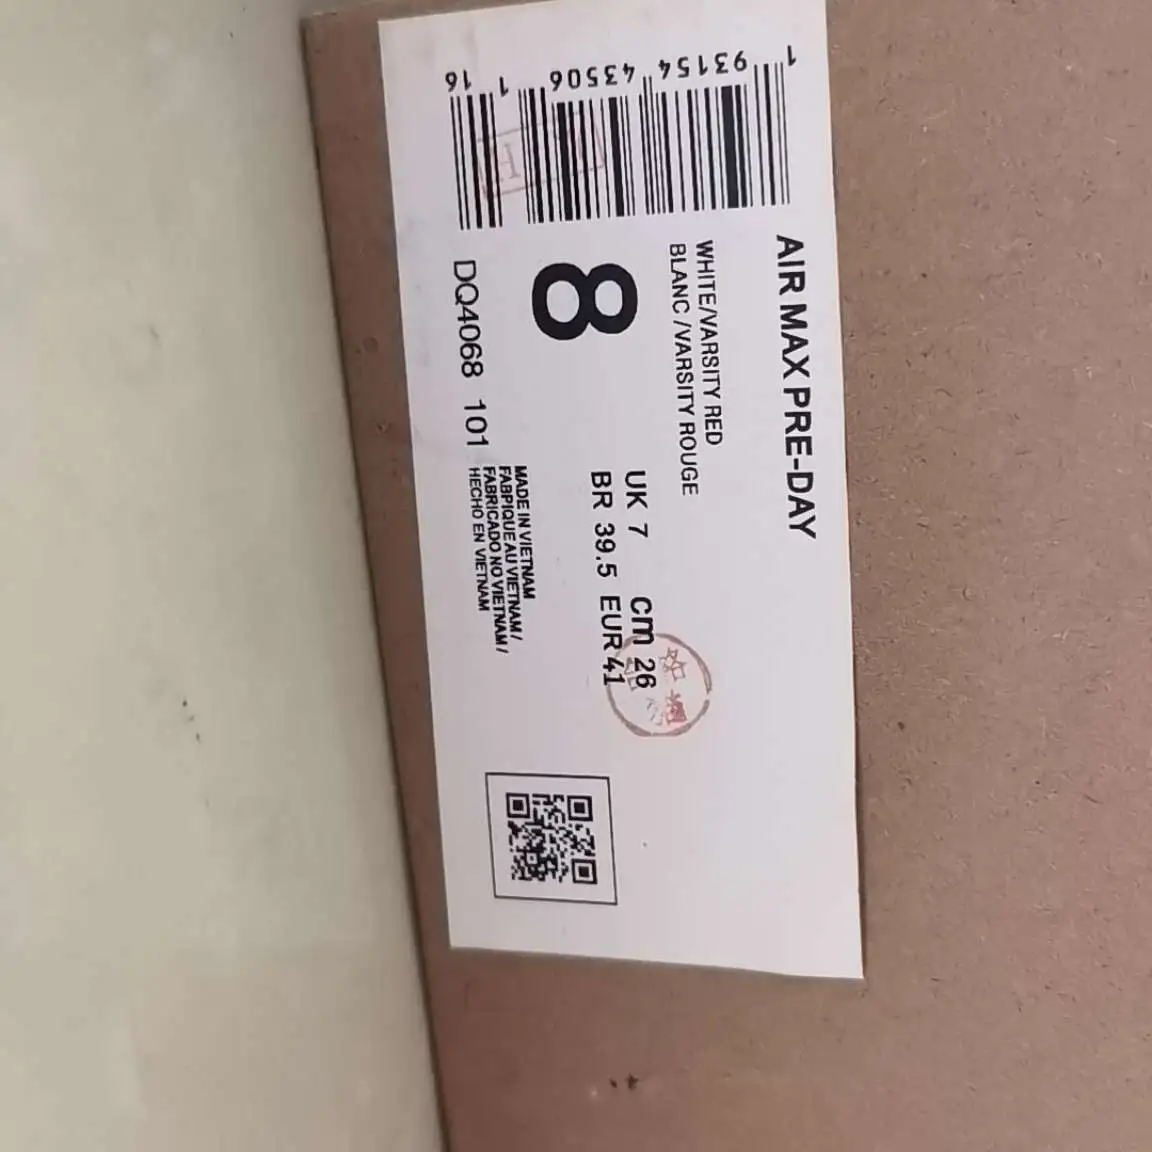 AIR MAX PRE-DAY
WHITE/VARSITY RED
BLANC /VARSITY ROUGE
UK 7 cm 26
BR 39.5 EUR 41
8
MADE IN VIETNAM
FABPIQUE AU VIETNAM/
FABRICADO NO VIETNAM/
HECHO EN VIETNAM
DQ4068 101
1 93154 43506 1 16
H